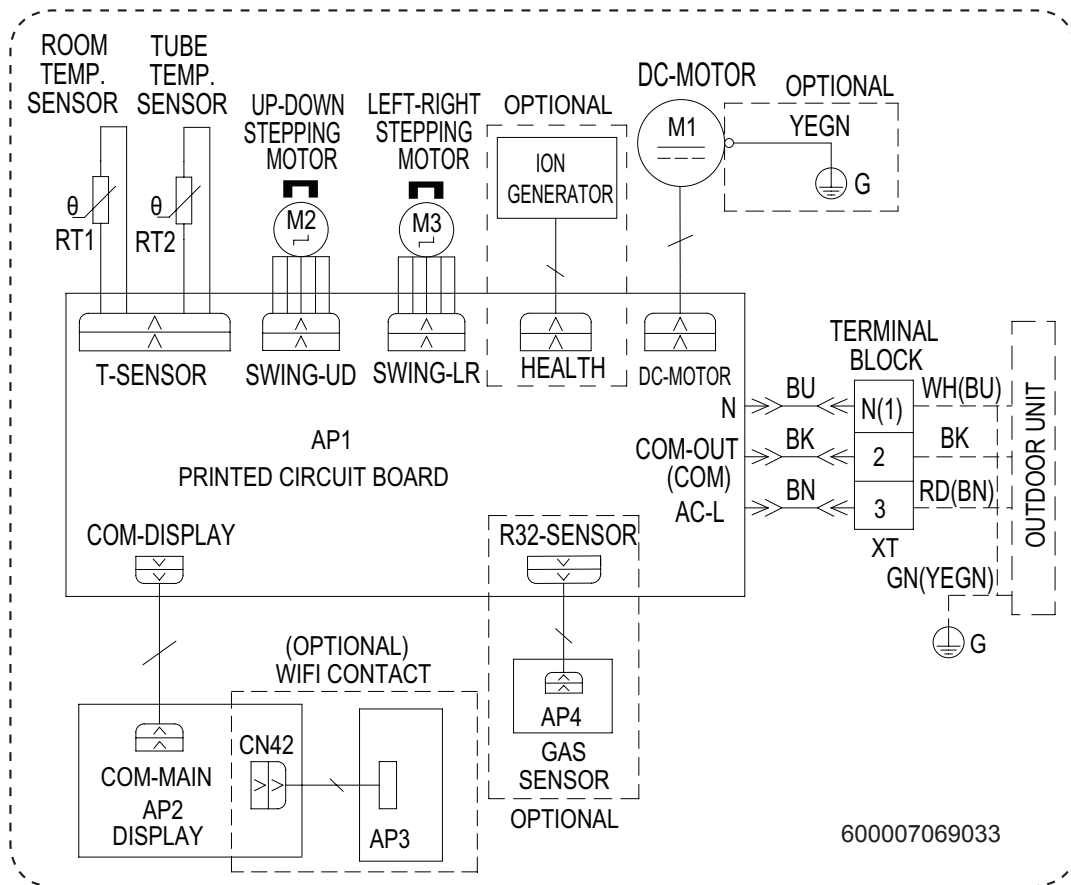 ROOM
TEMP.
SENSOR
TUBE
TEMP.
SENSOR
UP-DOWN
STEPPING
MOTOR
LEFT-RIGHT
STEPPING
MOTOR
OPTIONAL
DC-MOTOR
OPTIONAL
ION
GENERATOR
M1
YEGN
G
θ
RT1
θ
RT2
M2
M3
T-SENSOR
SWING-UD
SWING-LR
HEALTH
DC-MOTOR
TERMINAL
BLOCK
N
BU
N(1)
WH(BU)
COM-OUT
(COM)
BK
2
BK
AC-L
BN
3
RD(BN)
XT
GN(YEGN)
G
OUTDOOR UNIT
AP1
PRINTED CIRCUIT BOARD
COM-DISPLAY
R32-SENSOR
(OPTIONAL)
WIFI CONTACT
CN42
COM-MAIN
AP2
DISPLAY
AP3
AP4
GAS
SENSOR
OPTIONAL
600007069033